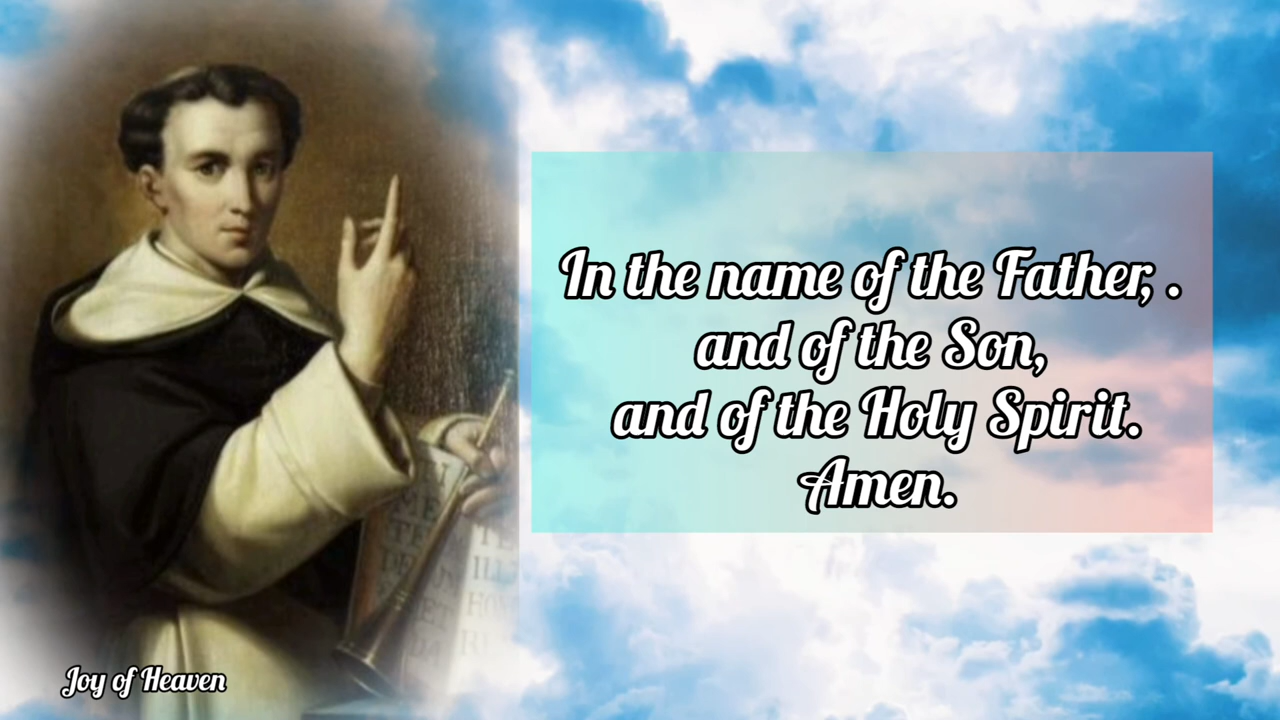 In the name of the Father, .
and of the Son,
and of the Holy Spirit.
Amen.
Joy of Heaven